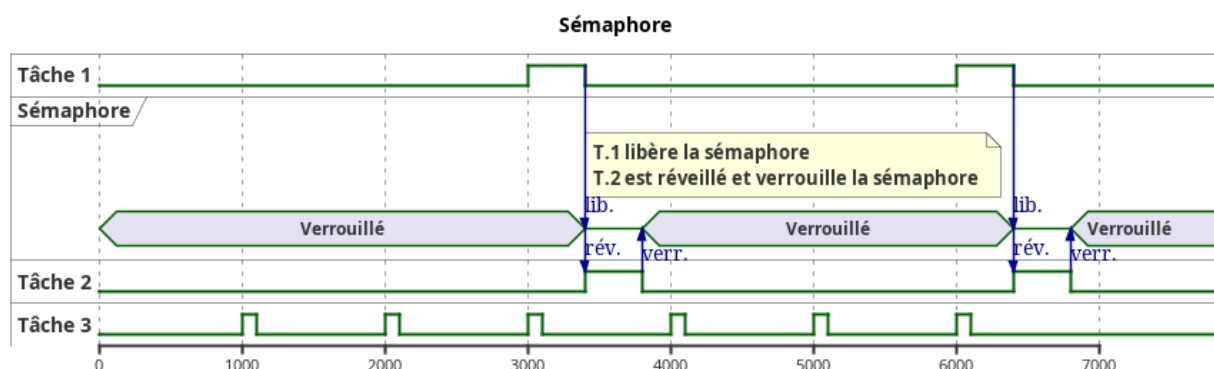 Sémaphore
Tâche 1
Sémaphore
T.1 libère la sémaphore
T.2 est réveillé et verrouille la sémaphore
lib.
lib.
Verrouillé
Verrouillé
Verrouillé
rév.
verr.
rév.
verr.
Tâche 2
Tâche 3
0 1000 2000 3000 4000 5000 6000 7000